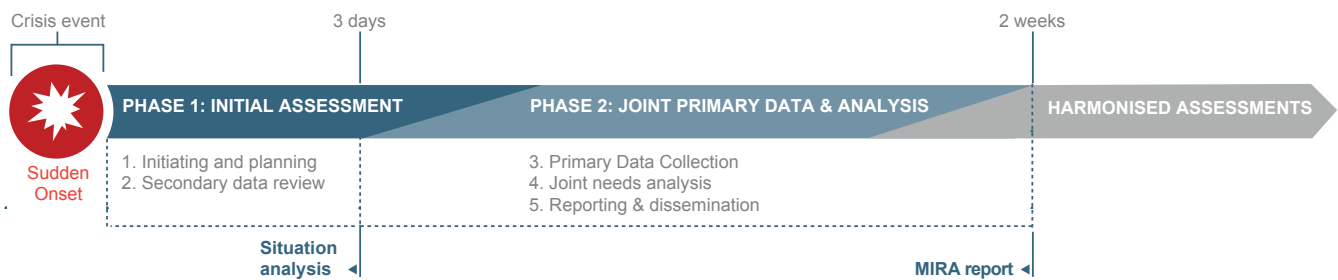 Crisis event
3 days
2 weeks
PHASE 1: INITIAL ASSESSMENT
PHASE 2: JOINT PRIMARY DATA & ANALYSIS
HARMONISED ASSESSMENTS
Sudden
Onset
1. Initiating and planning
2. Secondary data review
3. Primary Data Collection
4. Joint needs analysis
5. Reporting & dissemination
Situation
analysis
MIRA report